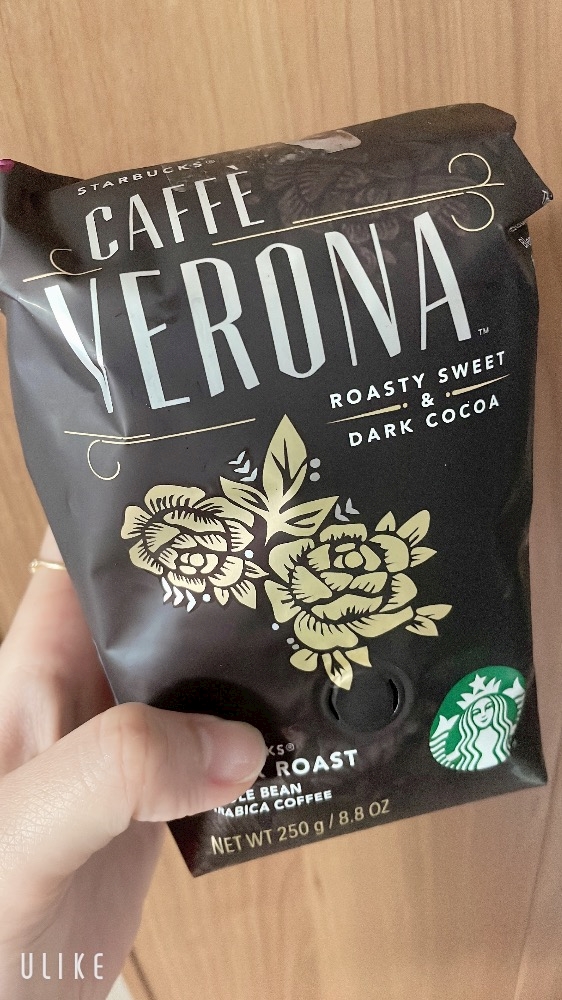 STARBUCKS®
CAFFÈ
VERONA™
ROASTY SWEET
&
DARK COCOA
ROAST
BEAN
COFFEE
NET WT 250 g / 8.8 OZ
ULIKE